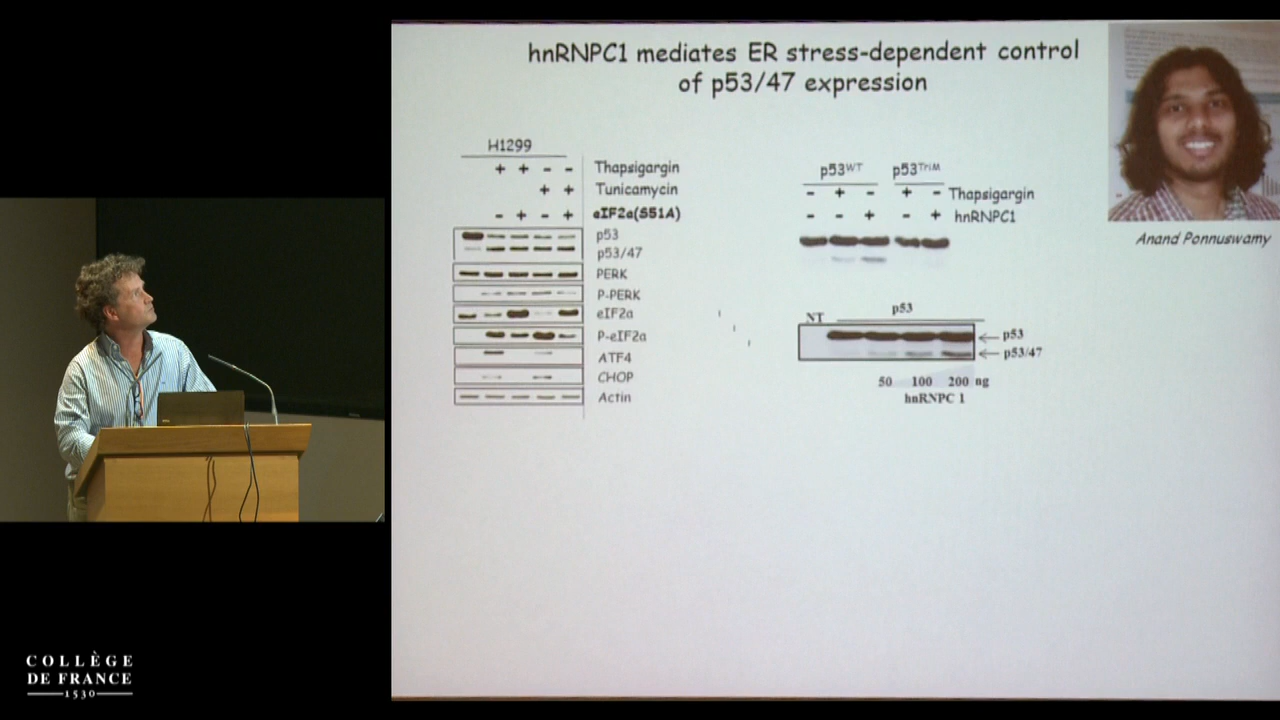 hnRNPC1 mediates ER stress-dependent control
of p53/47 expression
H1299
+ + - - Thapsigargin
+ + Tunicamycin
- + - + eIF2a(S51A)
p53
p53/47
PERK
P-PERK
eIF2a
P-eIF2a
ATF4
CHOP
Actin
p53WT p53TriM
- + - + - Thapsigargin
- - + - + hnRNPC1
NT p53
p53
p53/47
50 100 200 ng
hnRNPC 1
Anand Ponnuswamy
COLLÈGE
DE FRANCE
1530